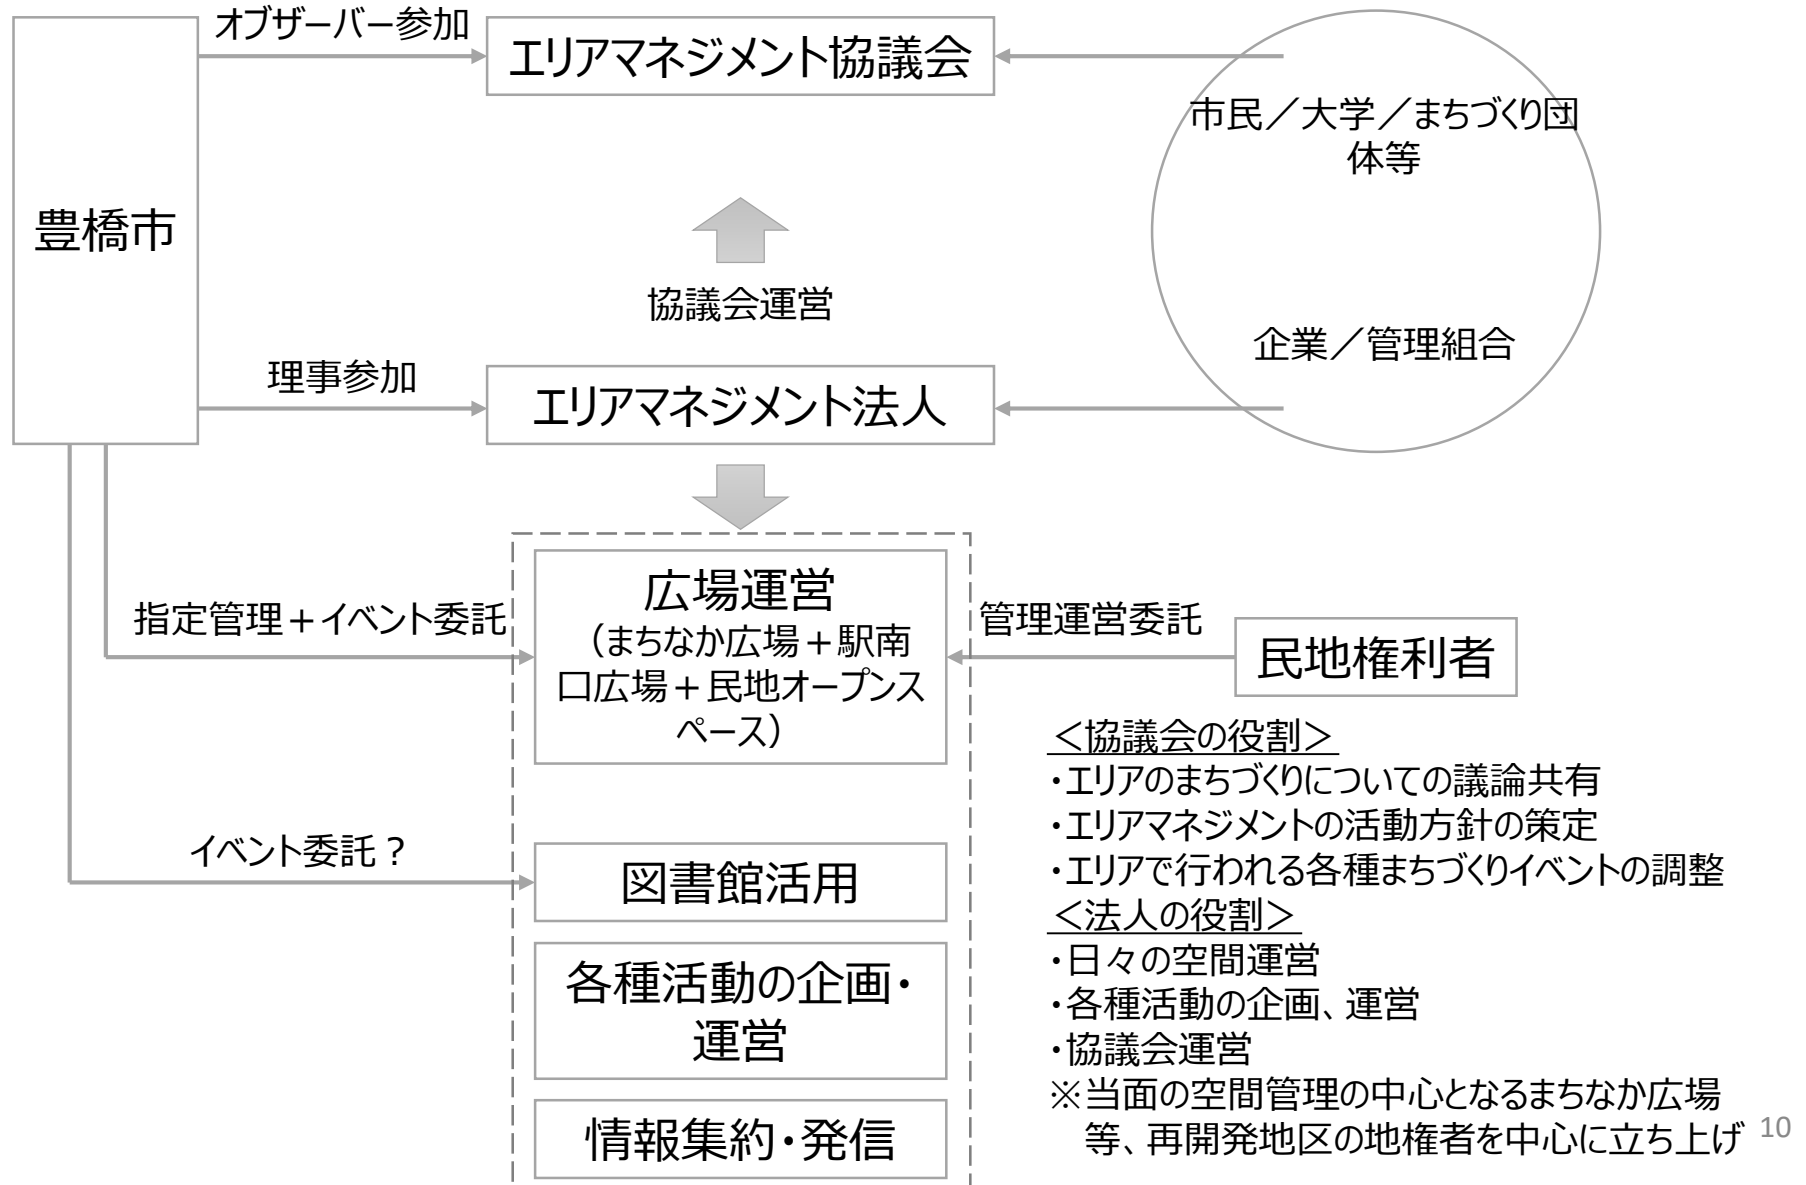 オブザーバー参加
エリアマネジメント協議会
市民／大学／まちづくり団
体等
豊橋市
協議会運営
企業／管理組合
理事参加
エリアマネジメント法人
広場運営
（まちなか広場＋駅南
口広場＋民地オープンス
ペース）
指定管理＋イベント委託
管理運営委託
民地権利者
イベント委託？
図書館活用
各種活動の企画・
運営
情報集約・発信
＜協議会の役割＞
・エリアのまちづくりについての議論共有
・エリアマネジメントの活動方針の策定
・エリアで行われる各種まちづくりイベントの調整
＜法人の役割＞
・日々の空間運営
・各種活動の企画、運営
・協議会運営
※当面の空間管理の中心となるまちなか広場
等、再開発地区の地権者を中心に立ち上げ
10